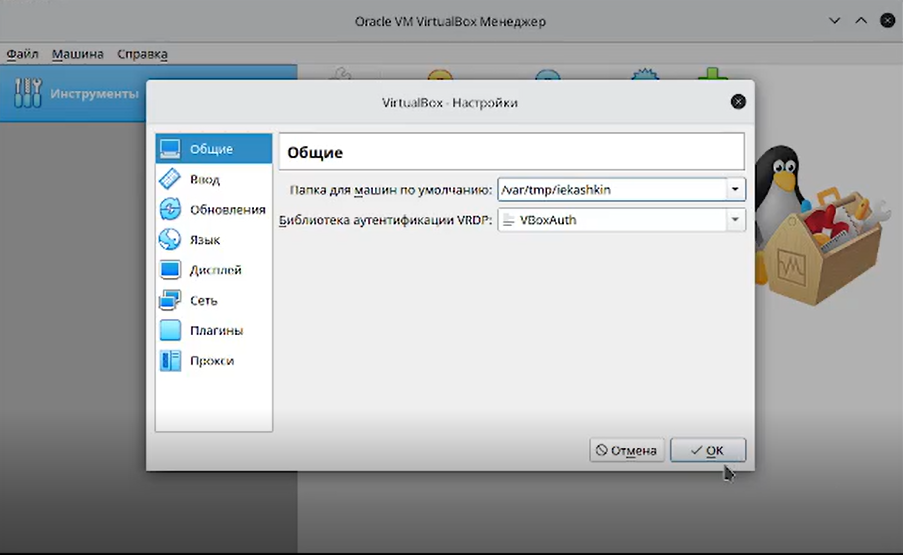 Oracle VM VirtualBox Менеджер
Файл Машина Справка
Инструменты
VirtualBox - Настройки
Общие
Ввод
Обновления
Язык
Дисплей
Сеть
Плагины
Прокси
Общие
Папка для машин по умолчанию: /var/tmp/iekashkin
Библиотека аутентификации VRDP: VBoxAuth
Отмена OK